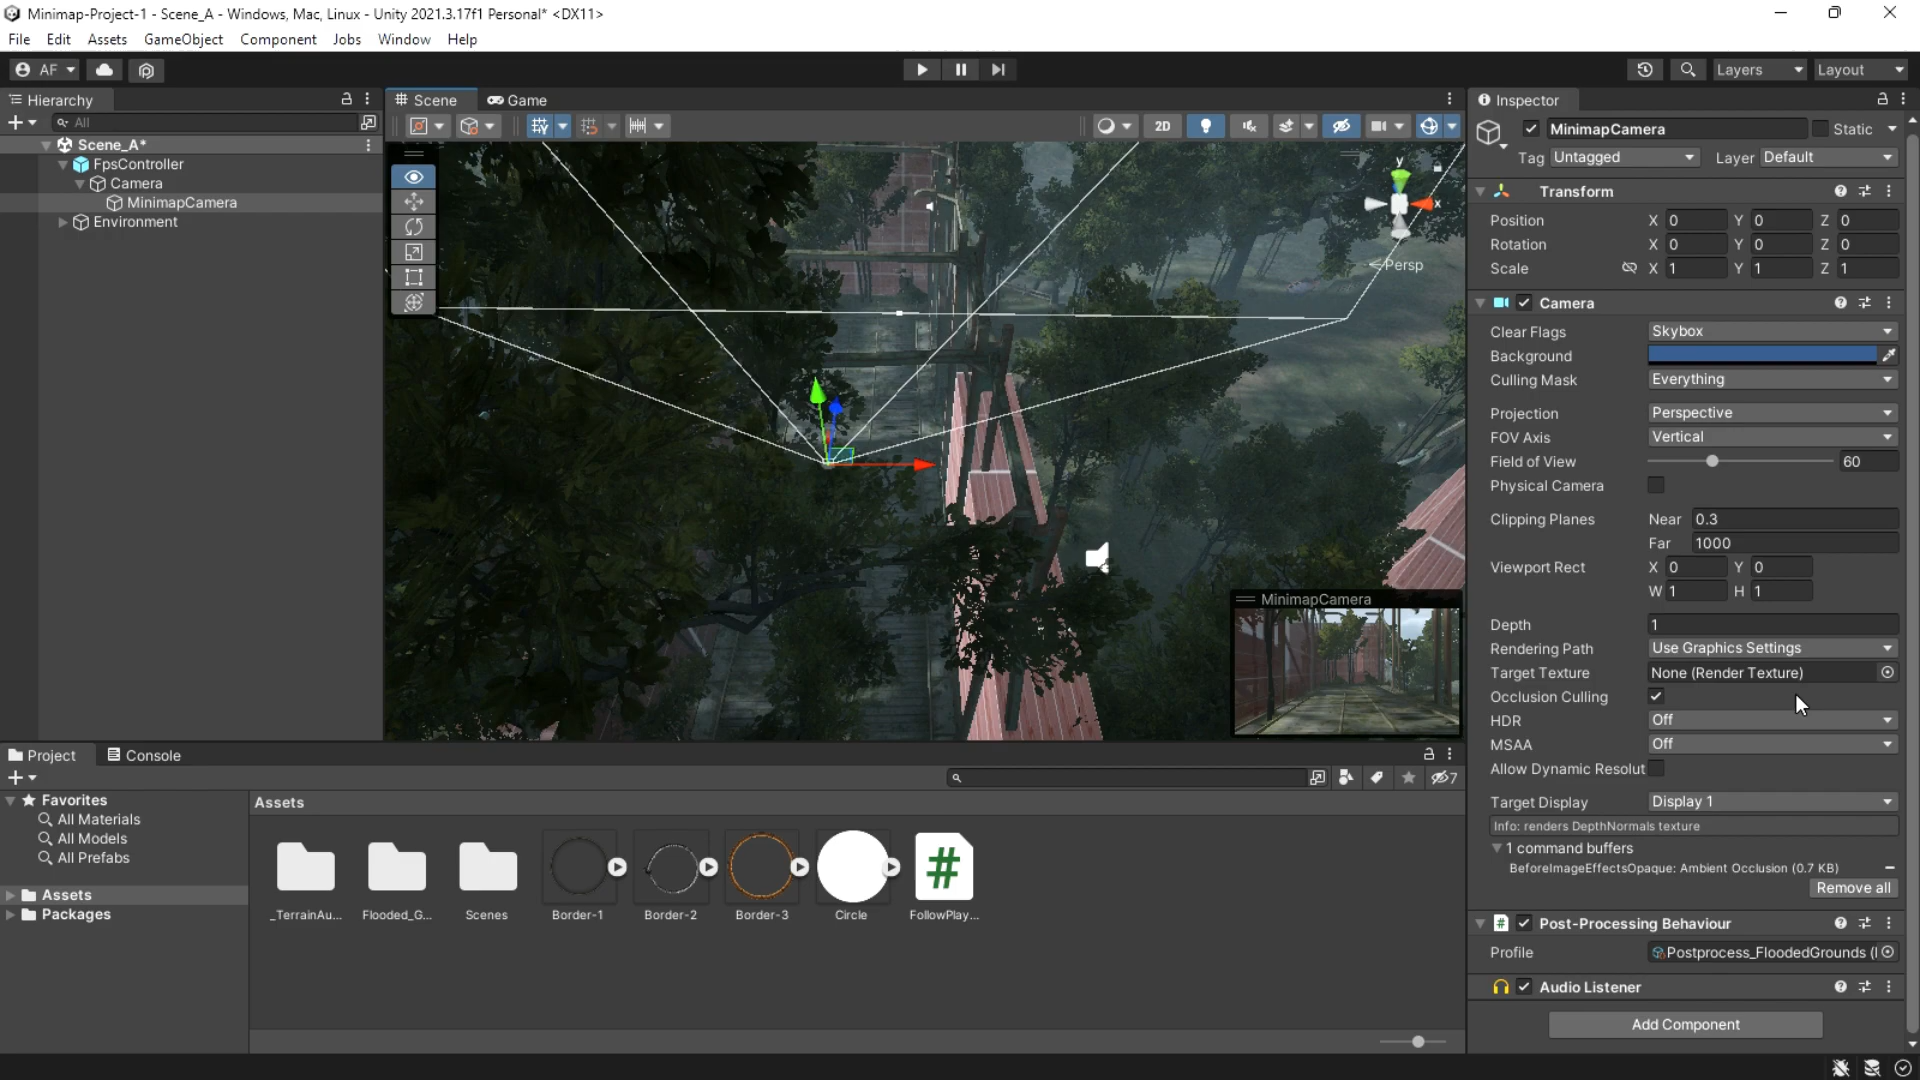 Minimap-Project-1 - Scene_A - Windows, Mac, Linux - Unity 2021.3.17f1 Personal* <DX11>
File Edit Assets GameObject Component Jobs Window Help
AF Layers Layout
Hierarchy
All
Scene_A*
FpsController
Camera
MinimapCamera
Environment
Scene Game
2D
y
x
Persp
MinimapCamera
Inspector
MinimapCamera Static
Tag Untagged Layer Default
Transform
Position X 0 Y 0 Z 0
Rotation X 0 Y 0 Z 0
Scale X 1 Y 1 Z 1
Camera
Clear Flags Skybox
Background
Culling Mask Everything
Projection Perspective
FOV Axis Vertical
Field of View 60
Physical Camera
Clipping Planes Near 0.3
Far 1000
Viewport Rect X 0 Y 0
W 1 H 1
Depth 1
Rendering Path Use Graphics Settings
Target Texture None (Render Texture)
Occlusion Culling
HDR Off
MSAA Off
Allow Dynamic Resolut
Target Display Display 1
Info: renders DepthNormals texture
1 command buffers
BeforeImageEffectsOpaque: Ambient Occlusion (0.7 KB)
Remove all
Post-Processing Behaviour
Profile Postprocess_FloodedGrounds (
Audio Listener
Add Component
Project Console
7
Favorites
All Materials
All Models
All Prefabs
Assets
Packages
Assets
_TerrainAu... Flooded_G... Scenes Border-1 Border-2 Border-3 Circle FollowPlay...